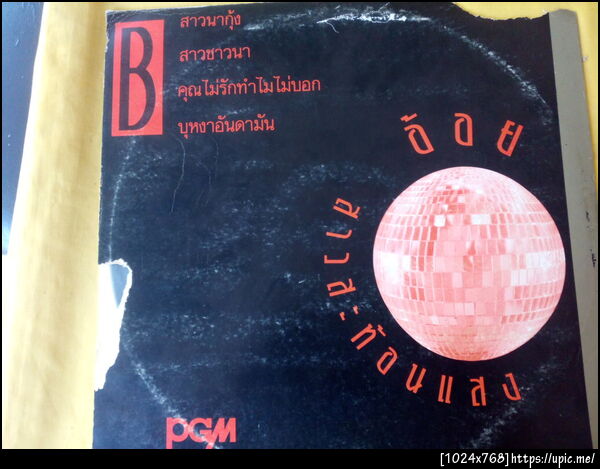 B
สาวนากุ้ง
สาวชาวนา
คุณไม่รักทำไมไม่บอก
บุหงาอันดามัน
อ้อย
สาวสะท้อนแสง
PGM
[1024x768]https://upic.me/